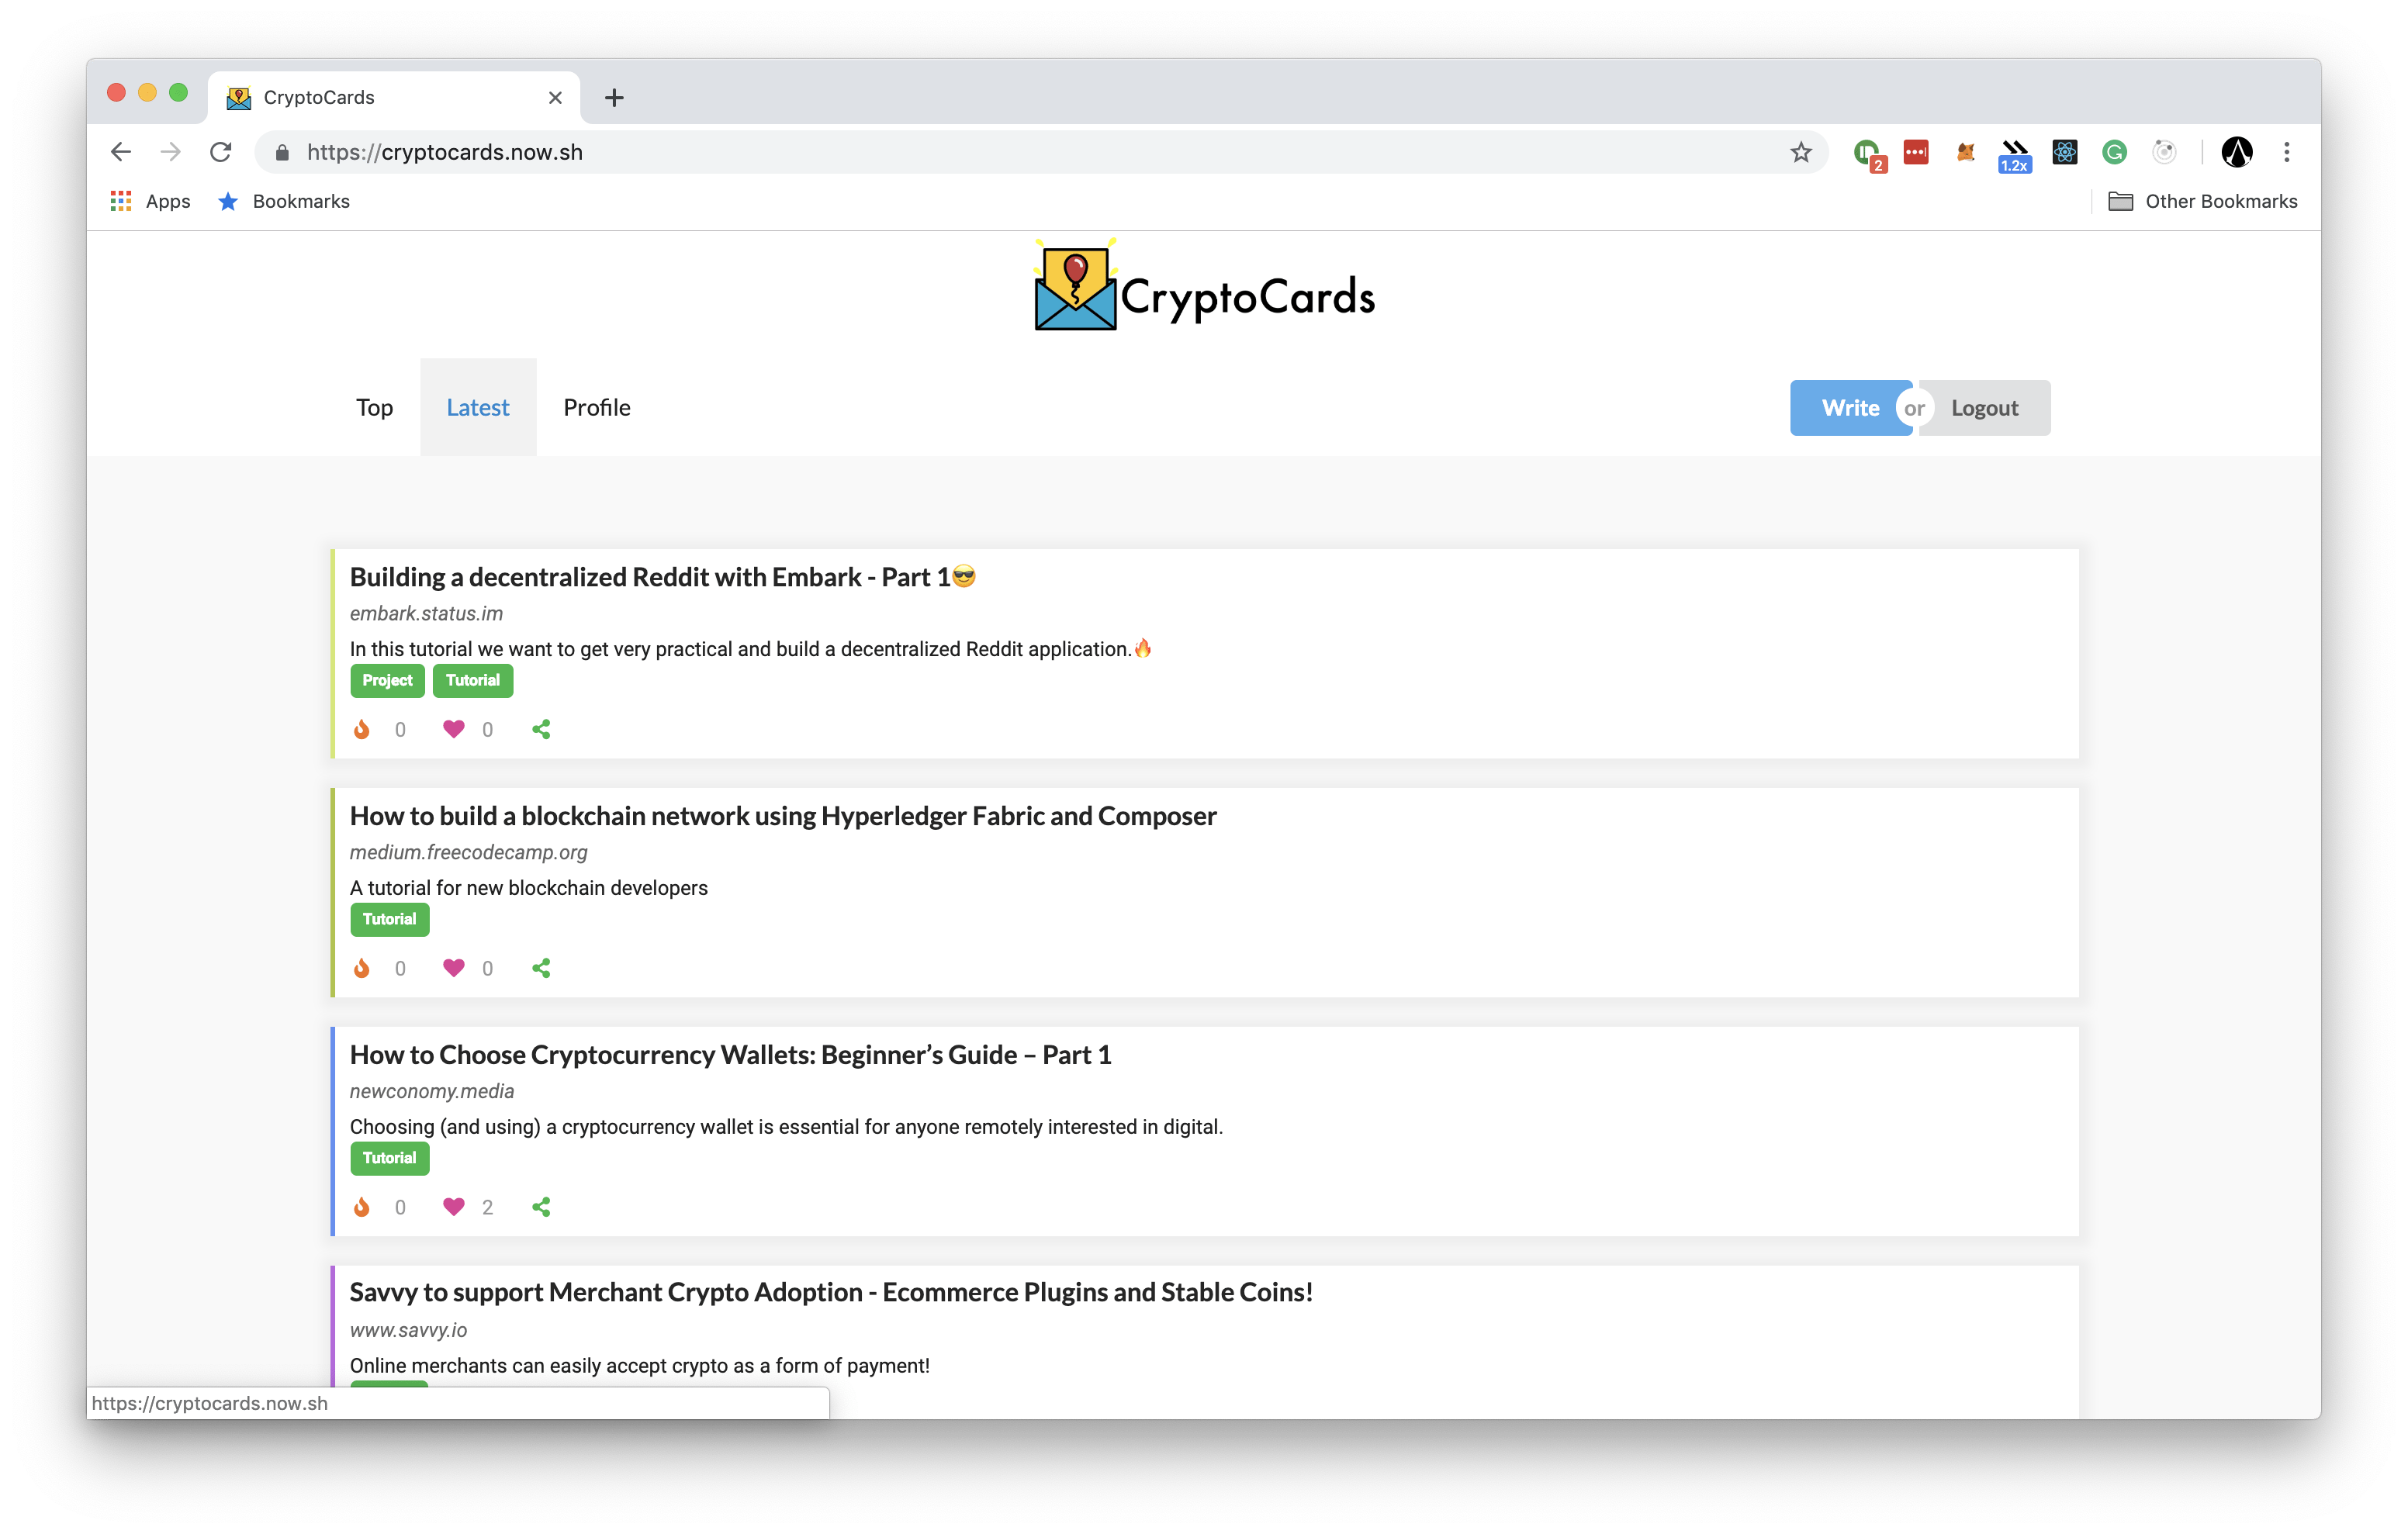 CryptoCards
https://cryptocards.now.sh
2
1.2x
Apps
Bookmarks
Other Bookmarks
CryptoCards
Top
Latest
Profile
Write or Logout
Building a decentralized Reddit with Embark - Part 1😎
embark.status.im
In this tutorial we want to get very practical and build a decentralized Reddit application.🔥
Project Tutorial
0 0
How to build a blockchain network using Hyperledger Fabric and Composer
medium.freecodecamp.org
A tutorial for new blockchain developers
Tutorial
0 0
How to Choose Cryptocurrency Wallets: Beginner’s Guide – Part 1
newconomy.media
Choosing (and using) a cryptocurrency wallet is essential for anyone remotely interested in digital.
Tutorial
0 2
Savvy to support Merchant Crypto Adoption - Ecommerce Plugins and Stable Coins!
www.savvy.io
Online merchants can easily accept crypto as a form of payment!
https://cryptocards.now.sh